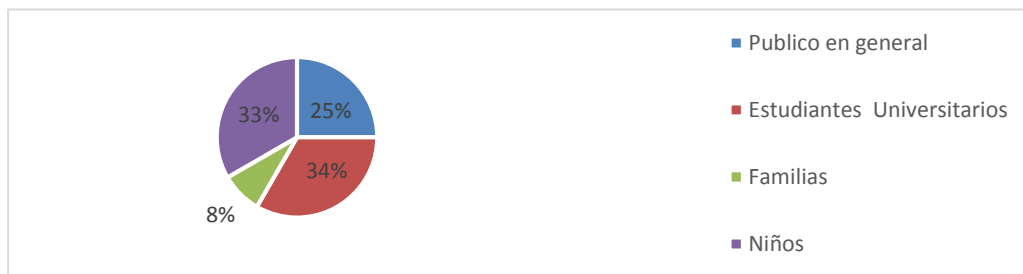 Publico en general
33%
25%
Estudiantes Universitarios
34%
Familias
8%
Niños